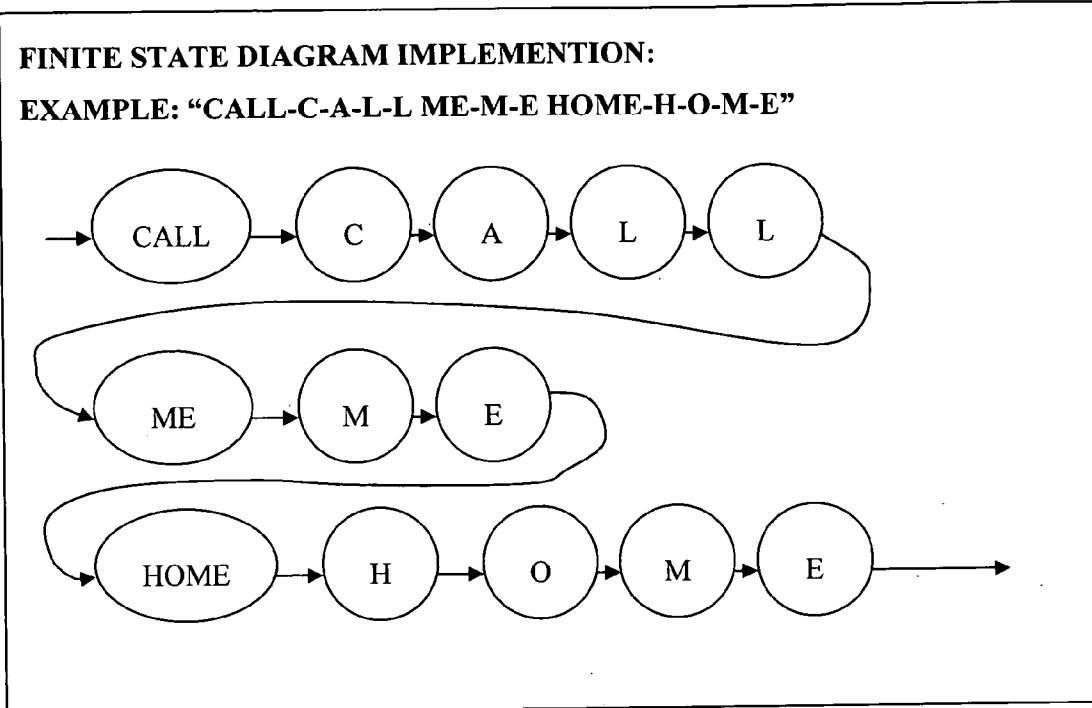 FINITE STATE DIAGRAM IMPLEMENTION:
EXAMPLE: “CALL-C-A-L-L ME-M-E HOME-H-O-M-E”
CALL C A L L
ME M E
HOME H O M E